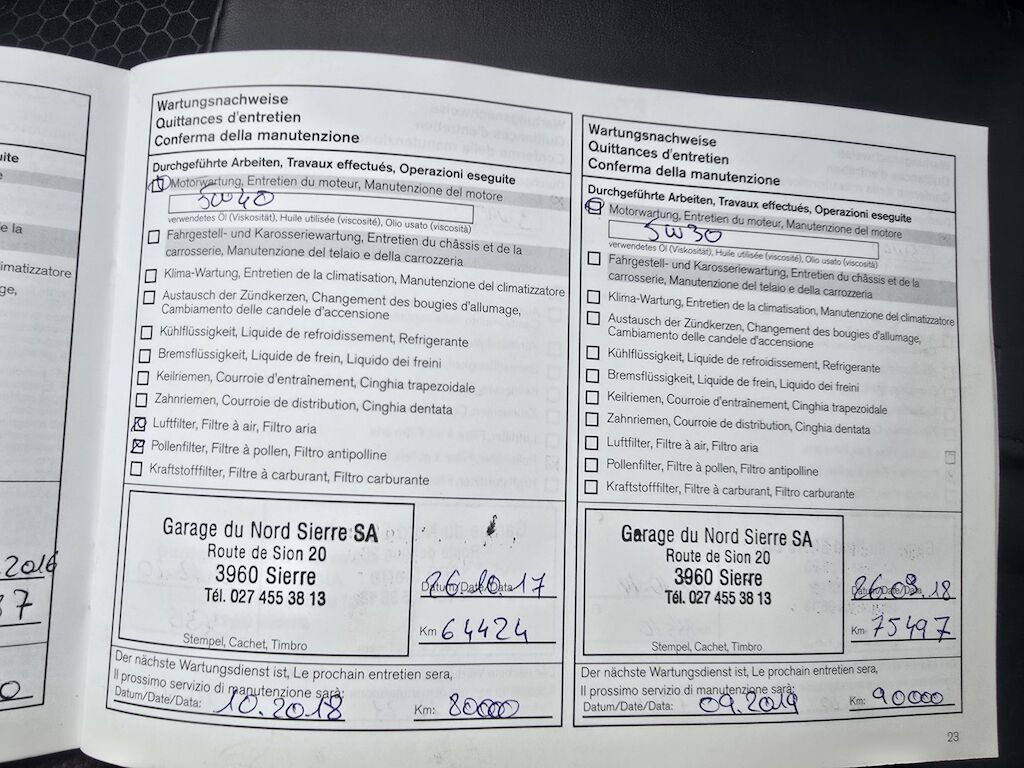 uite
e
e la
limatizzatore
ge,
.2016
37
0
Wartungsnachweise
Quittances d'entretien
Conferma della manutenzione
Durchgeführte Arbeiten, Travaux effectués, Operazioni eseguite
Motorwartung, Entretien du moteur, Manutenzione del motore
5W40
verwendetes Öl (Viskosität), Huile utilisée (viscosité), Olio usato (viscosità)
Fahrgestell- und Karosseriewartung, Entretien du châssis et de la
carrosserie, Manutenzione del telaio e della carrozzeria
Klima-Wartung, Entretien de la climatisation, Manutenzione del climatizzatore
Austausch der Zündkerzen, Changement des bougies d'allumage,
Cambiamento delle candele d'accensione
Kühlflüssigkeit, Liquide de refroidissement, Refrigerante
Bremsflüssigkeit, Liquide de frein, Liquido dei freini
Keilriemen, Courroie d'entraînement, Cinghia trapezoidale
Zahnriemen, Courroie de distribution, Cinghia dentata
Luftfilter, Filtre à air, Filtro aria
Pollenfilter, Filtre à pollen, Filtro antipolline
Kraftstofffilter, Filtre à carburant, Filtro carburante
Garage du Nord Sierre SA
Route de Sion 20
3960 Sierre
Tél. 027 455 38 13
Stempel, Cachet, Timbro
26.10.17
Datum/Date/Data
Km 64424
Der nächste Wartungsdienst ist, Le prochain entretien sera,
Il prossimo servizio di manutenzione sarà:
Datum/Date/Data: 10.2018 Km: 80000
Wartungsnachweise
Quittances d'entretien
Conferma della manutenzione
Durchgeführte Arbeiten, Travaux effectués, Operazioni eseguite
Motorwartung, Entretien du moteur, Manutenzione del motore
5W30
verwendetes Öl (Viskosität), Huile utilisée (viscosité), Olio usato (viscosità)
Fahrgestell- und Karosseriewartung, Entretien du châssis et de la
carrosserie, Manutenzione del telaio e della carrozzeria
Klima-Wartung, Entretien de la climatisation, Manutenzione del climatizzatore
Austausch der Zündkerzen, Changement des bougies d'allumage,
Cambiamento delle candele d'accensione
Kühlflüssigkeit, Liquide de refroidissement, Refrigerante
Bremsflüssigkeit, Liquide de frein, Liquido dei freini
Keilriemen, Courroie d'entraînement, Cinghia trapezoidale
Zahnriemen, Courroie de distribution, Cinghia dentata
Luftfilter, Filtre à air, Filtro aria
Pollenfilter, Filtre à pollen, Filtro antipolline
Kraftstofffilter, Filtre à carburant, Filtro carburante
Garage du Nord Sierre SA
Route de Sion 20
3960 Sierre
Tél. 027 455 38 13
Stempel, Cachet, Timbro
26.09.18
Datum/Date/Data
Km 75497
Der nächste Wartungsdienst ist, Le prochain entretien sera,
Il prossimo servizio di manutenzione sarà:
Datum/Date/Data: 09.2019 Km: 90000
23